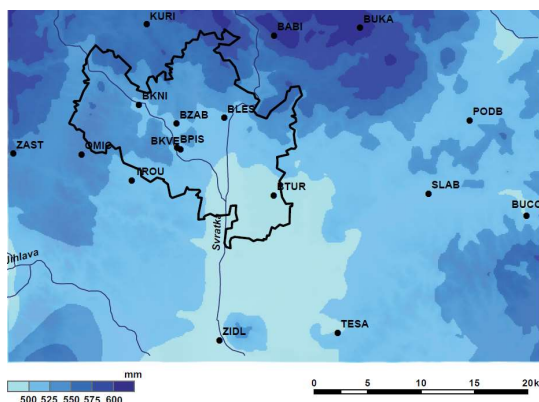 KURI
BABI
BUKA
BKNI
BZAB
BLES
PODB
BKVE
BPIS
ZAST
OMIC
TROU
BTUR
SLAB
BUCO
Svratka
Jihlava
ZIDL
TESA
mm
500 525 550 575 600
0 5 10 15 20 k